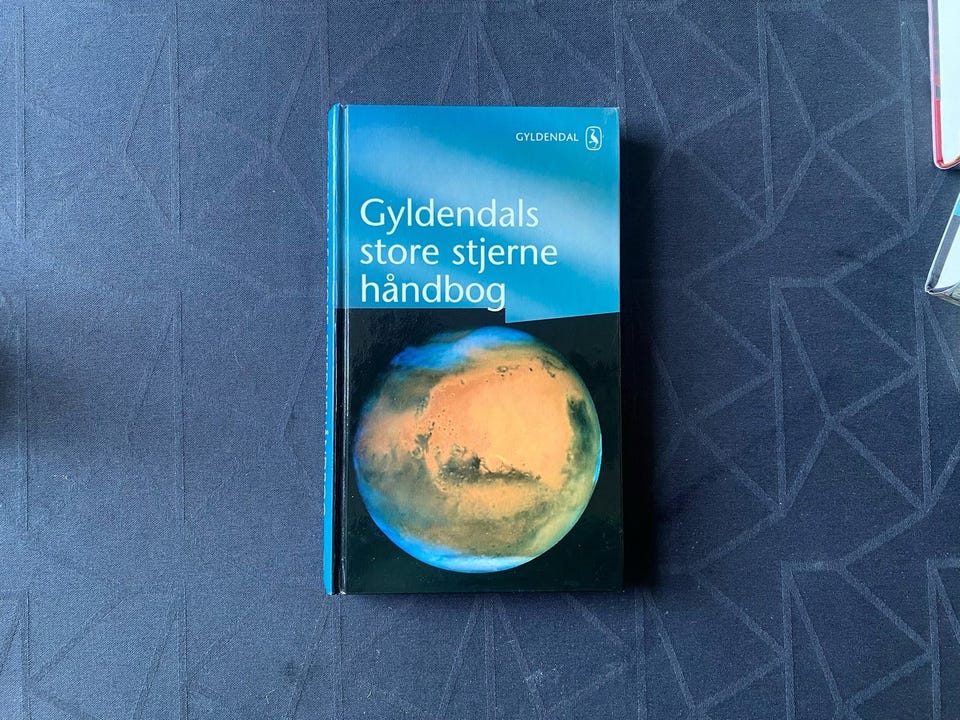 GYLDENDAL
Gyldendals
store stjerne
håndbog